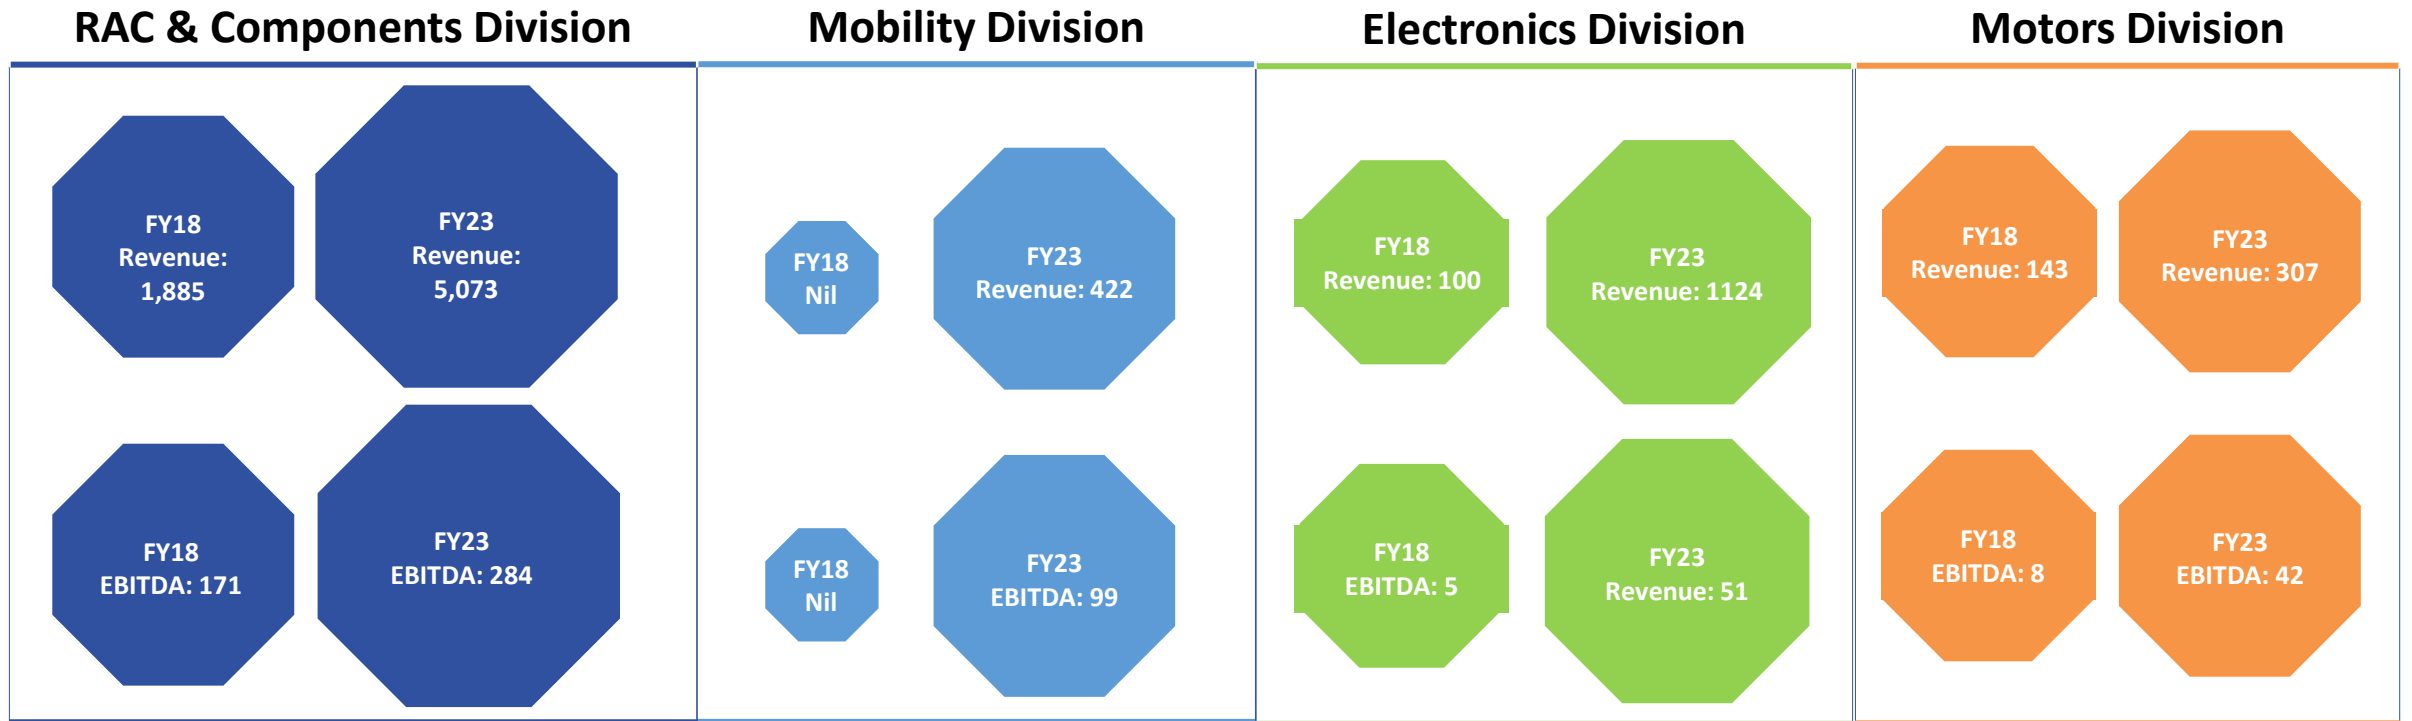 RAC & Components Division
FY18
Revenue:
1,885
FY23
Revenue:
5,073
FY18
EBITDA: 171
FY23
EBITDA: 284
Mobility Division
FY18
Nil
FY23
Revenue: 422
FY18
Nil
FY23
EBITDA: 99
Electronics Division
FY18
Revenue: 100
FY23
Revenue: 1124
FY18
EBITDA: 5
FY23
Revenue: 51
Motors Division
FY18
Revenue: 143
FY23
Revenue: 307
FY18
EBITDA: 8
FY23
EBITDA: 42